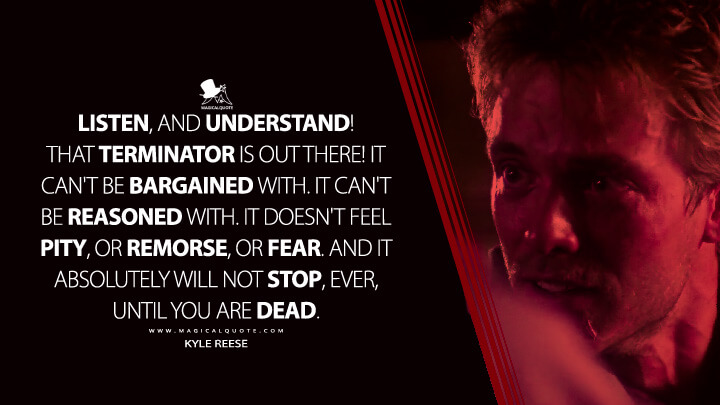 MAGICALQUOTE
LISTEN, AND UNDERSTAND!
THAT TERMINATOR IS OUT THERE! IT
CAN'T BE BARGAINED WITH. IT CAN'T
BE REASONED WITH. IT DOESN'T FEEL
PITY, OR REMORSE, OR FEAR. AND IT
ABSOLUTELY WILL NOT STOP, EVER,
UNTIL YOU ARE DEAD.
WWW.MAGICALQUOTE.COM
KYLE REESE